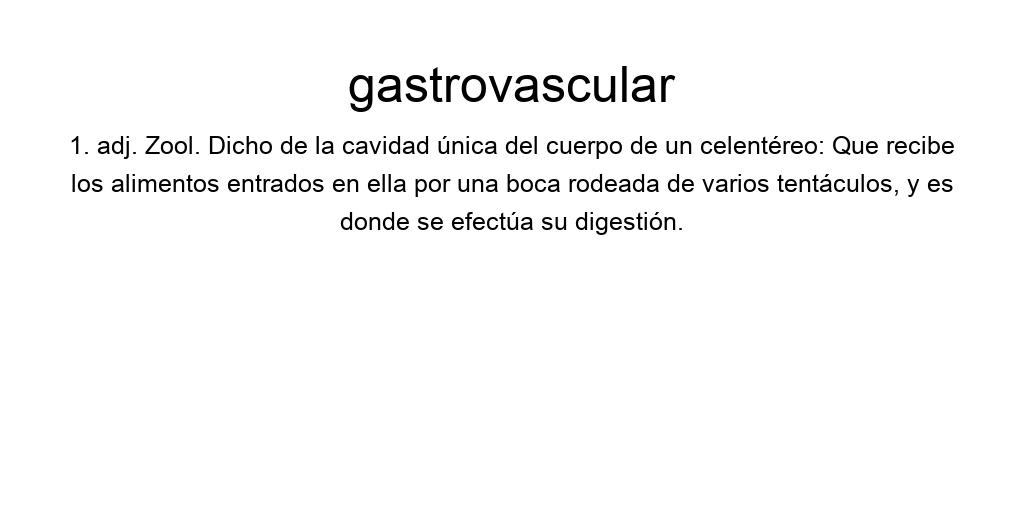 gastrovascular
1. adj. Zool. Dicho de la cavidad única del cuerpo de un celentéreo: Que recibe
los alimentos entrados en ella por una boca rodeada de varios tentáculos, y es
donde se efectúa su digestión.